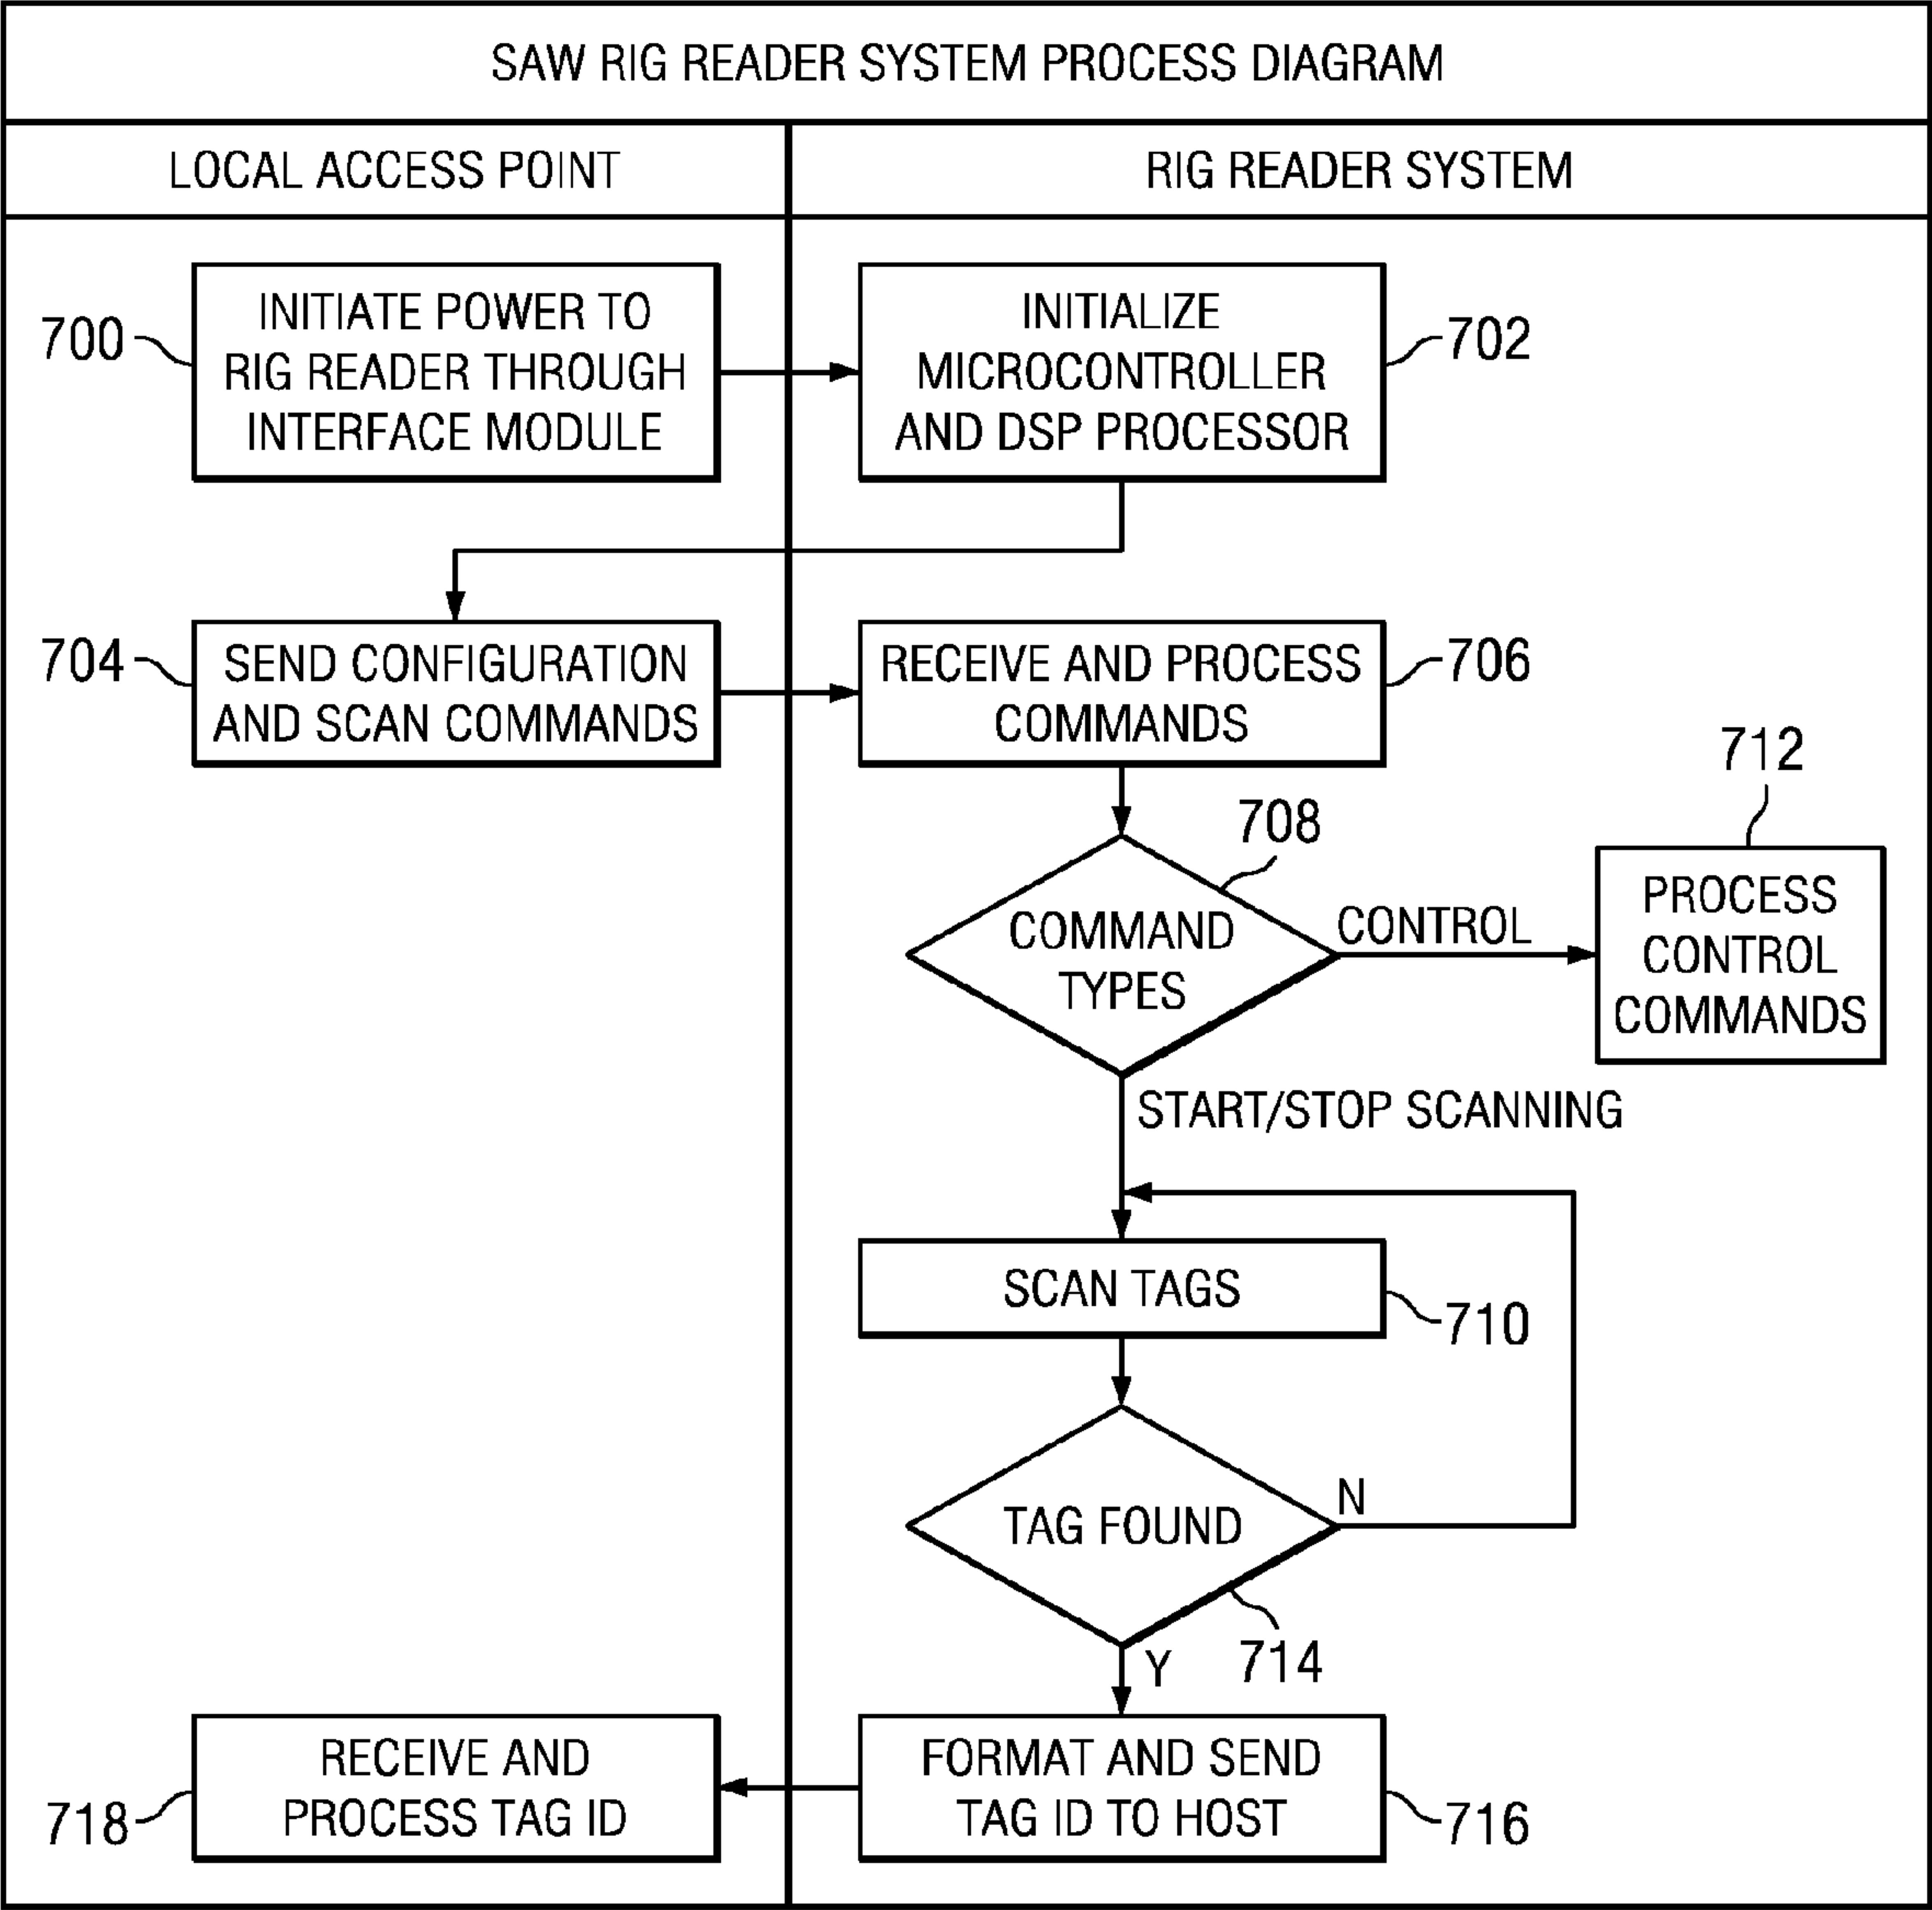 SAW RIG READER SYSTEM PROCESS DIAGRAM
LOCAL ACCESS POINT
RIG READER SYSTEM
700
INITIATE POWER TO
RIG READER THROUGH
INTERFACE MODULE
INITIALIZE
MICROCONTROLLER
AND DSP PROCESSOR
702
704
SEND CONFIGURATION
AND SCAN COMMANDS
RECEIVE AND PROCESS
COMMANDS
706
708
COMMAND
TYPES
CONTROL
712
PROCESS
CONTROL
COMMANDS
START/STOP SCANNING
SCAN TAGS
710
TAG FOUND
N
714
Y
FORMAT AND SEND
TAG ID TO HOST
716
RECEIVE AND
PROCESS TAG ID
718